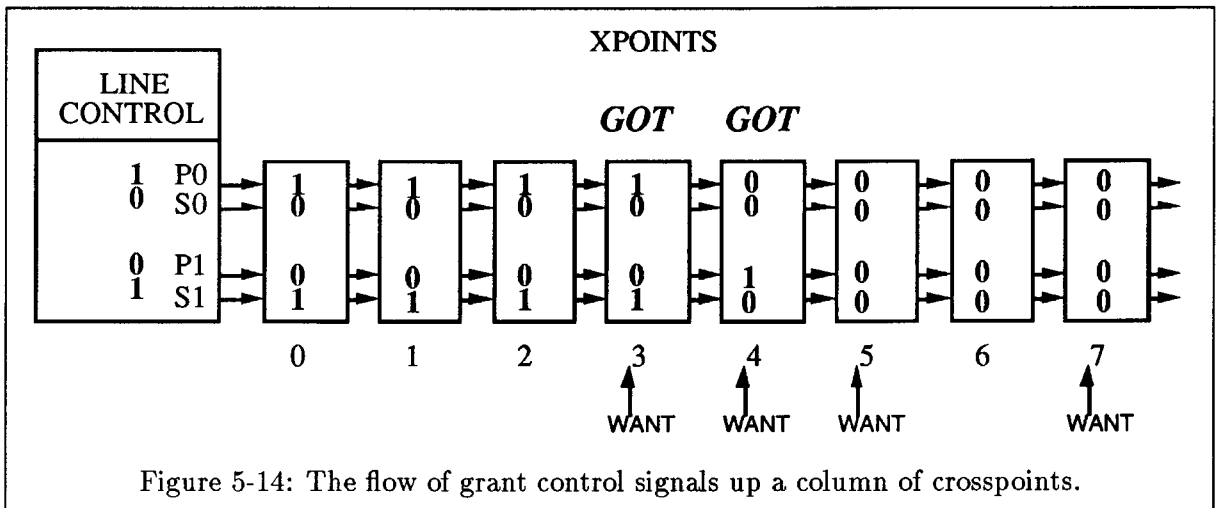 XPOINTS
LINE
CONTROL
GOT GOT
1 P0 1 1 1 1 0 0 0 0
0 S0 0 0 0 0 0 0 0 0
0 P1 0 0 0 0 1 0 0 0
1 S1 1 1 1 1 0 0 0 0
0 1 2 3 4 5 6 7
WANT WANT WANT WANT
Figure 5-14: The flow of grant control signals up a column of crosspoints.